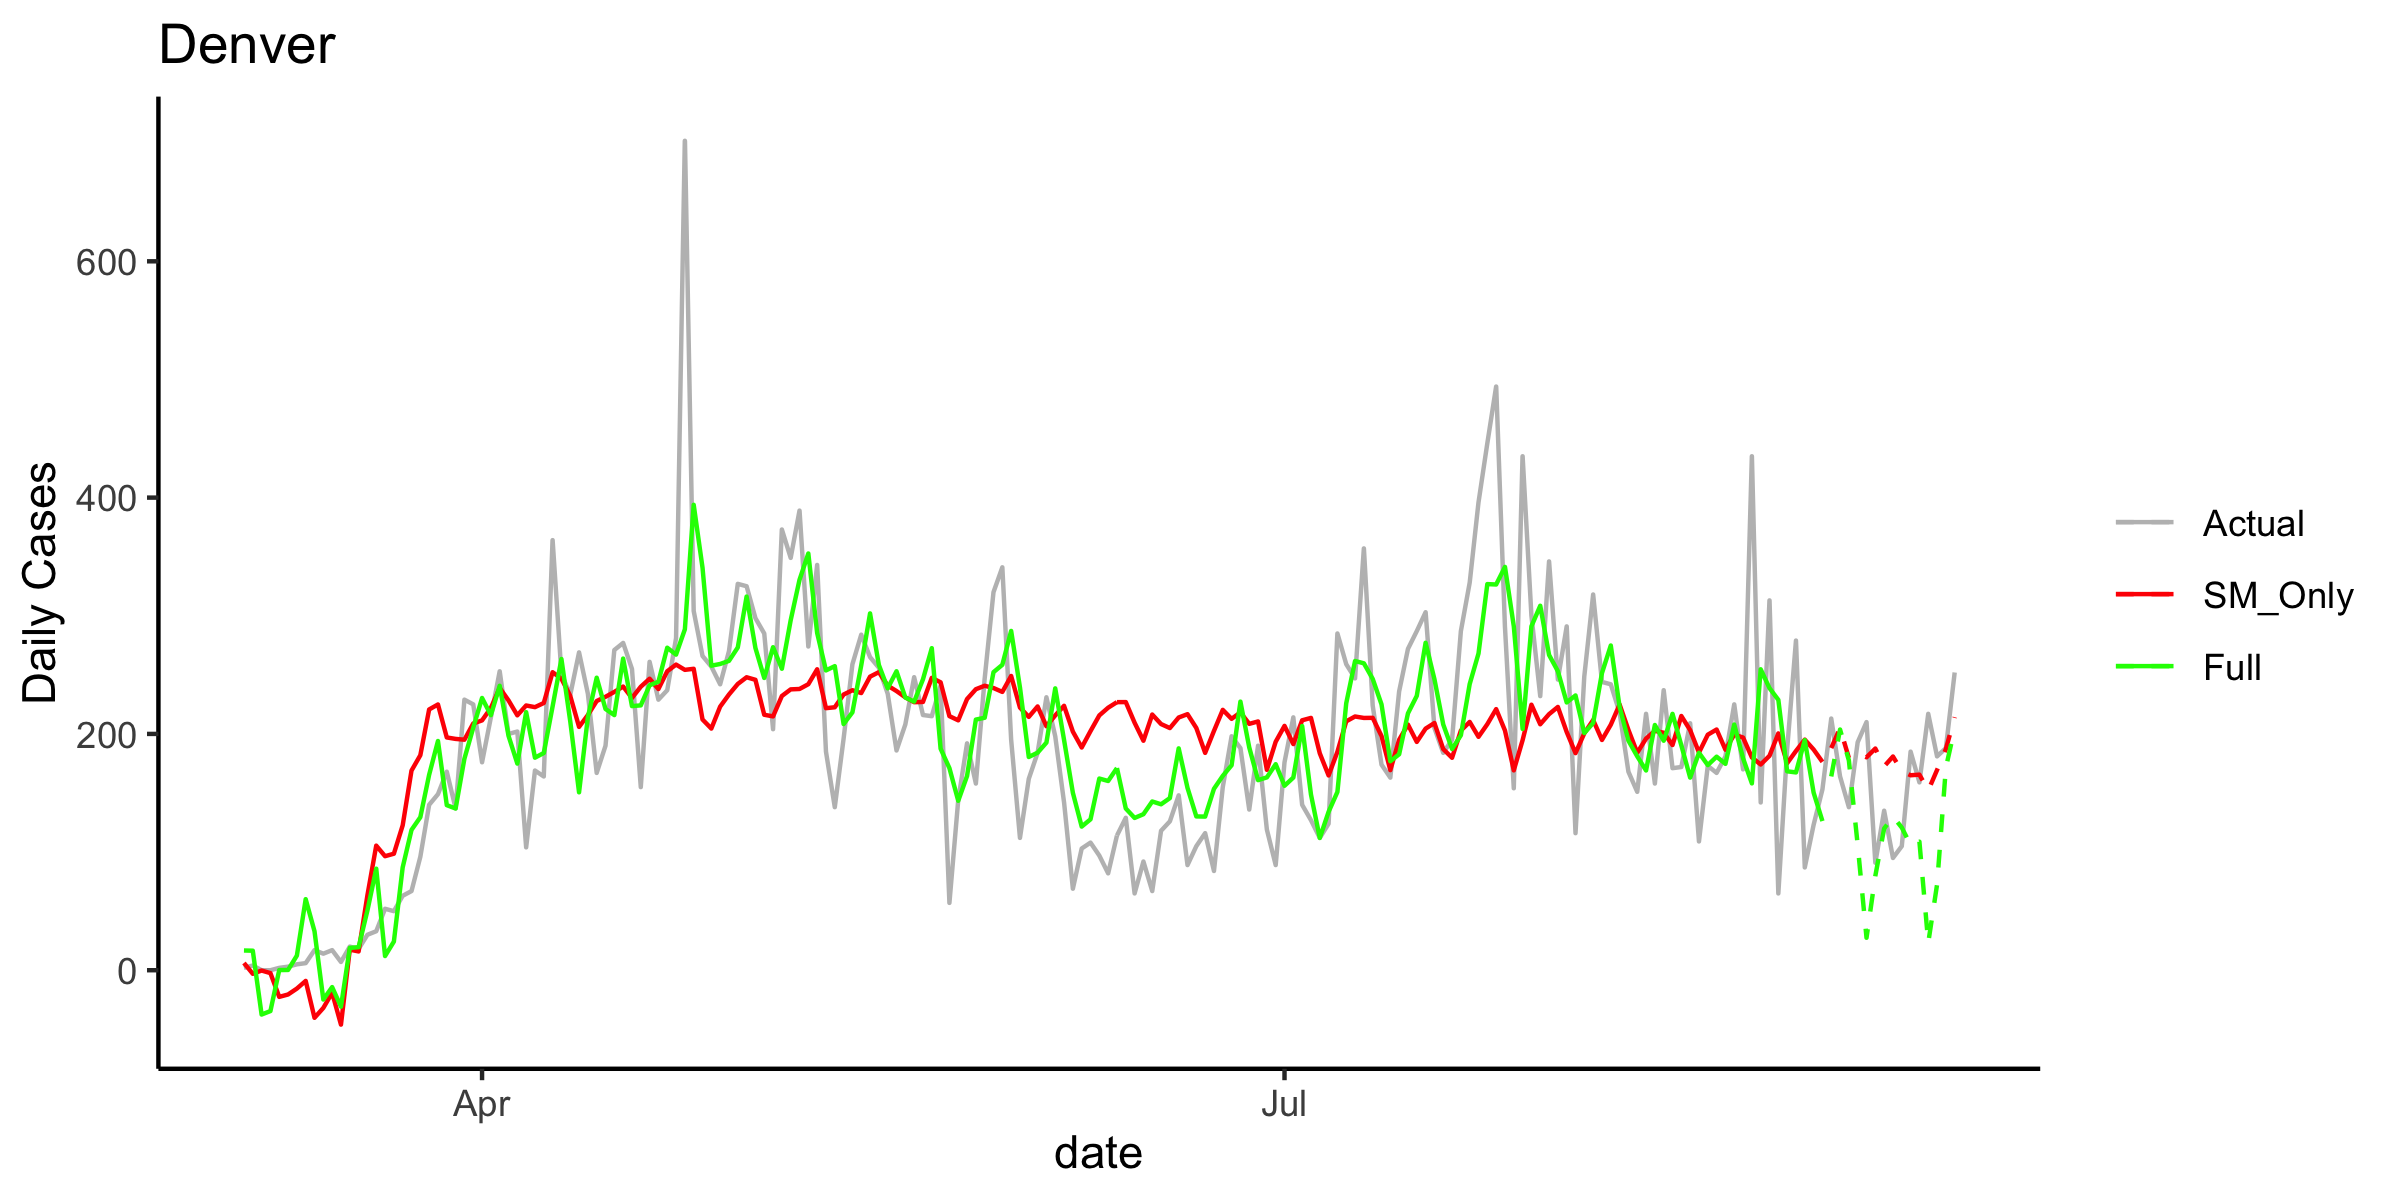 Denver
Daily Cases
600
400
200
0
Apr
Jul
date
Actual
SM_Only
Full